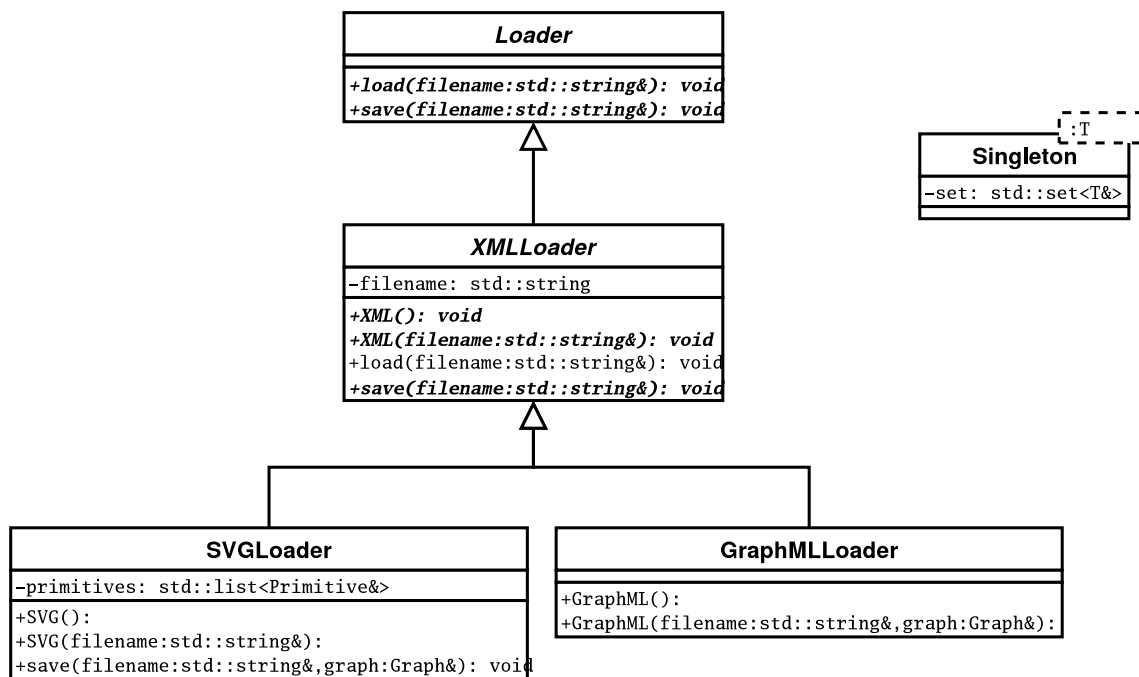 Loader
+load(filename:std::string&): void
+save(filename:std::string&): void
:T
Singleton
-set: std::set<T&>
XMLLoader
-filename: std::string
+XML(): void
+XML(filename:std::string&): void
+load(filename:std::string&): void
+save(filename:std::string&): void
SVGLoader
-primitives: std::list<Primitive&>
+SVG():
+SVG(filename:std::string&):
+save(filename:std::string&,graph:Graph&): void
GraphMLLoader
+GraphML():
+GraphML(filename:std::string&,graph:Graph&):